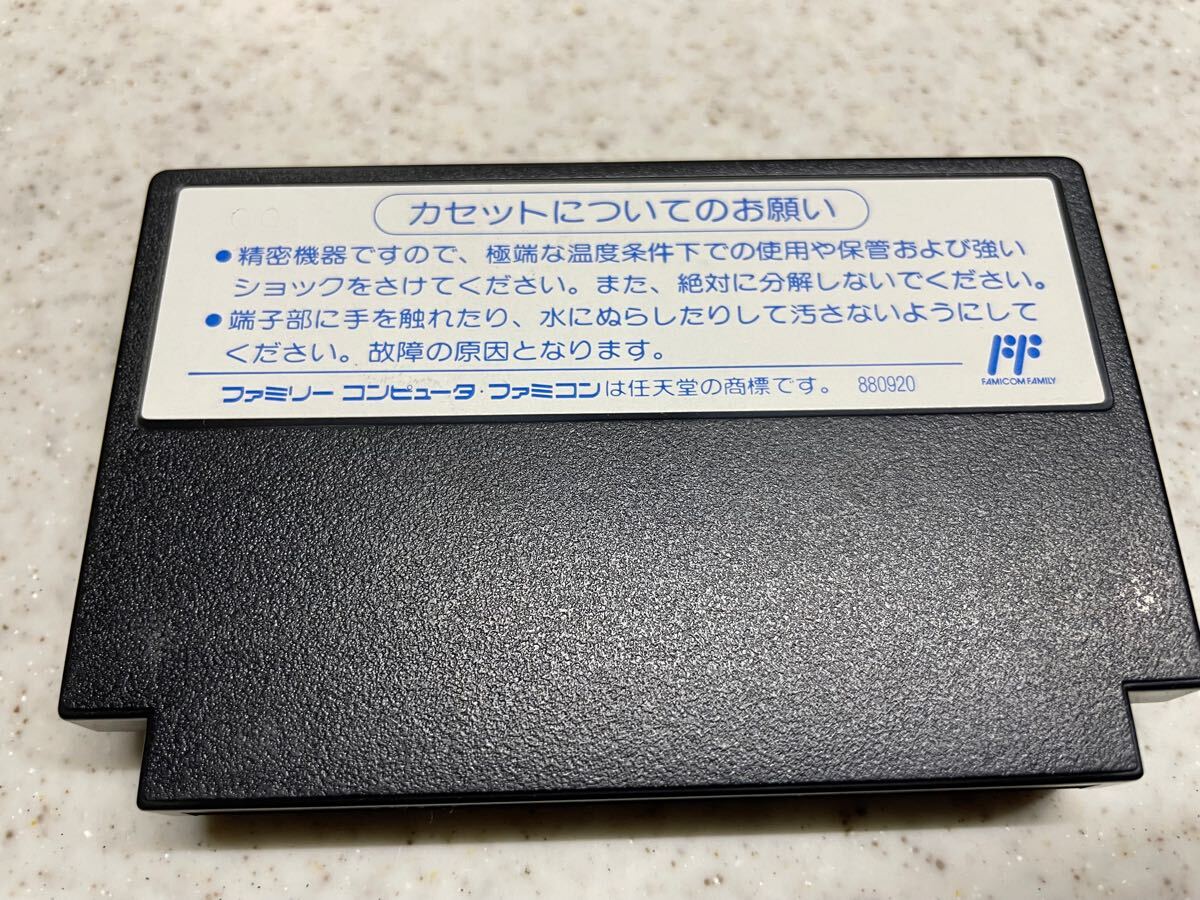 カセットについてのお願い
●精密機器ですので、極端な温度条件下での使用や保管および強い
ショックをさけてください。また、絶対に分解しないでください。
●端子部に手を触れたり、水にぬらしたりして汚さないようにして
ください。故障の原因となります。
FF
FAMICOM FAMILY
ファミリー コンピュータ・ファミコンは任天堂の商標です。 880920